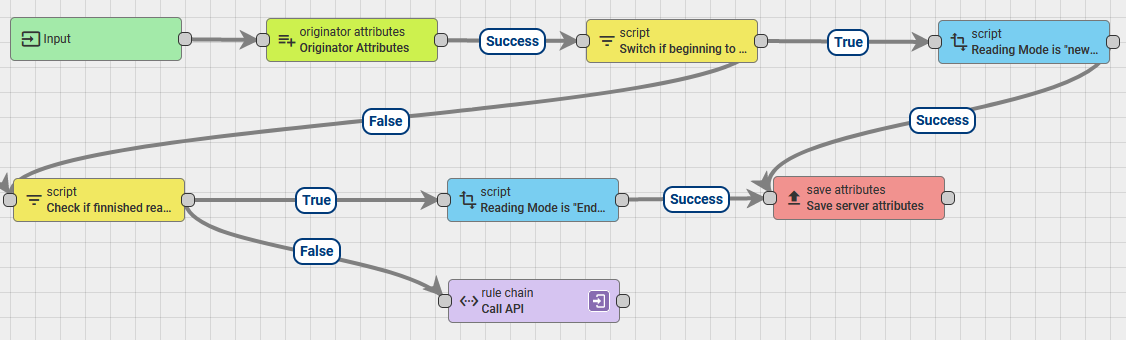 Input
originator attributes
Originator Attributes
Success
script
Switch if beginning to ...
True
script
Reading Mode is "new...
False
Success
script
Check if finnished rea...
True
script
Reading Mode is "End...
Success
save attributes
Save server attributes
False
rule chain
Call API